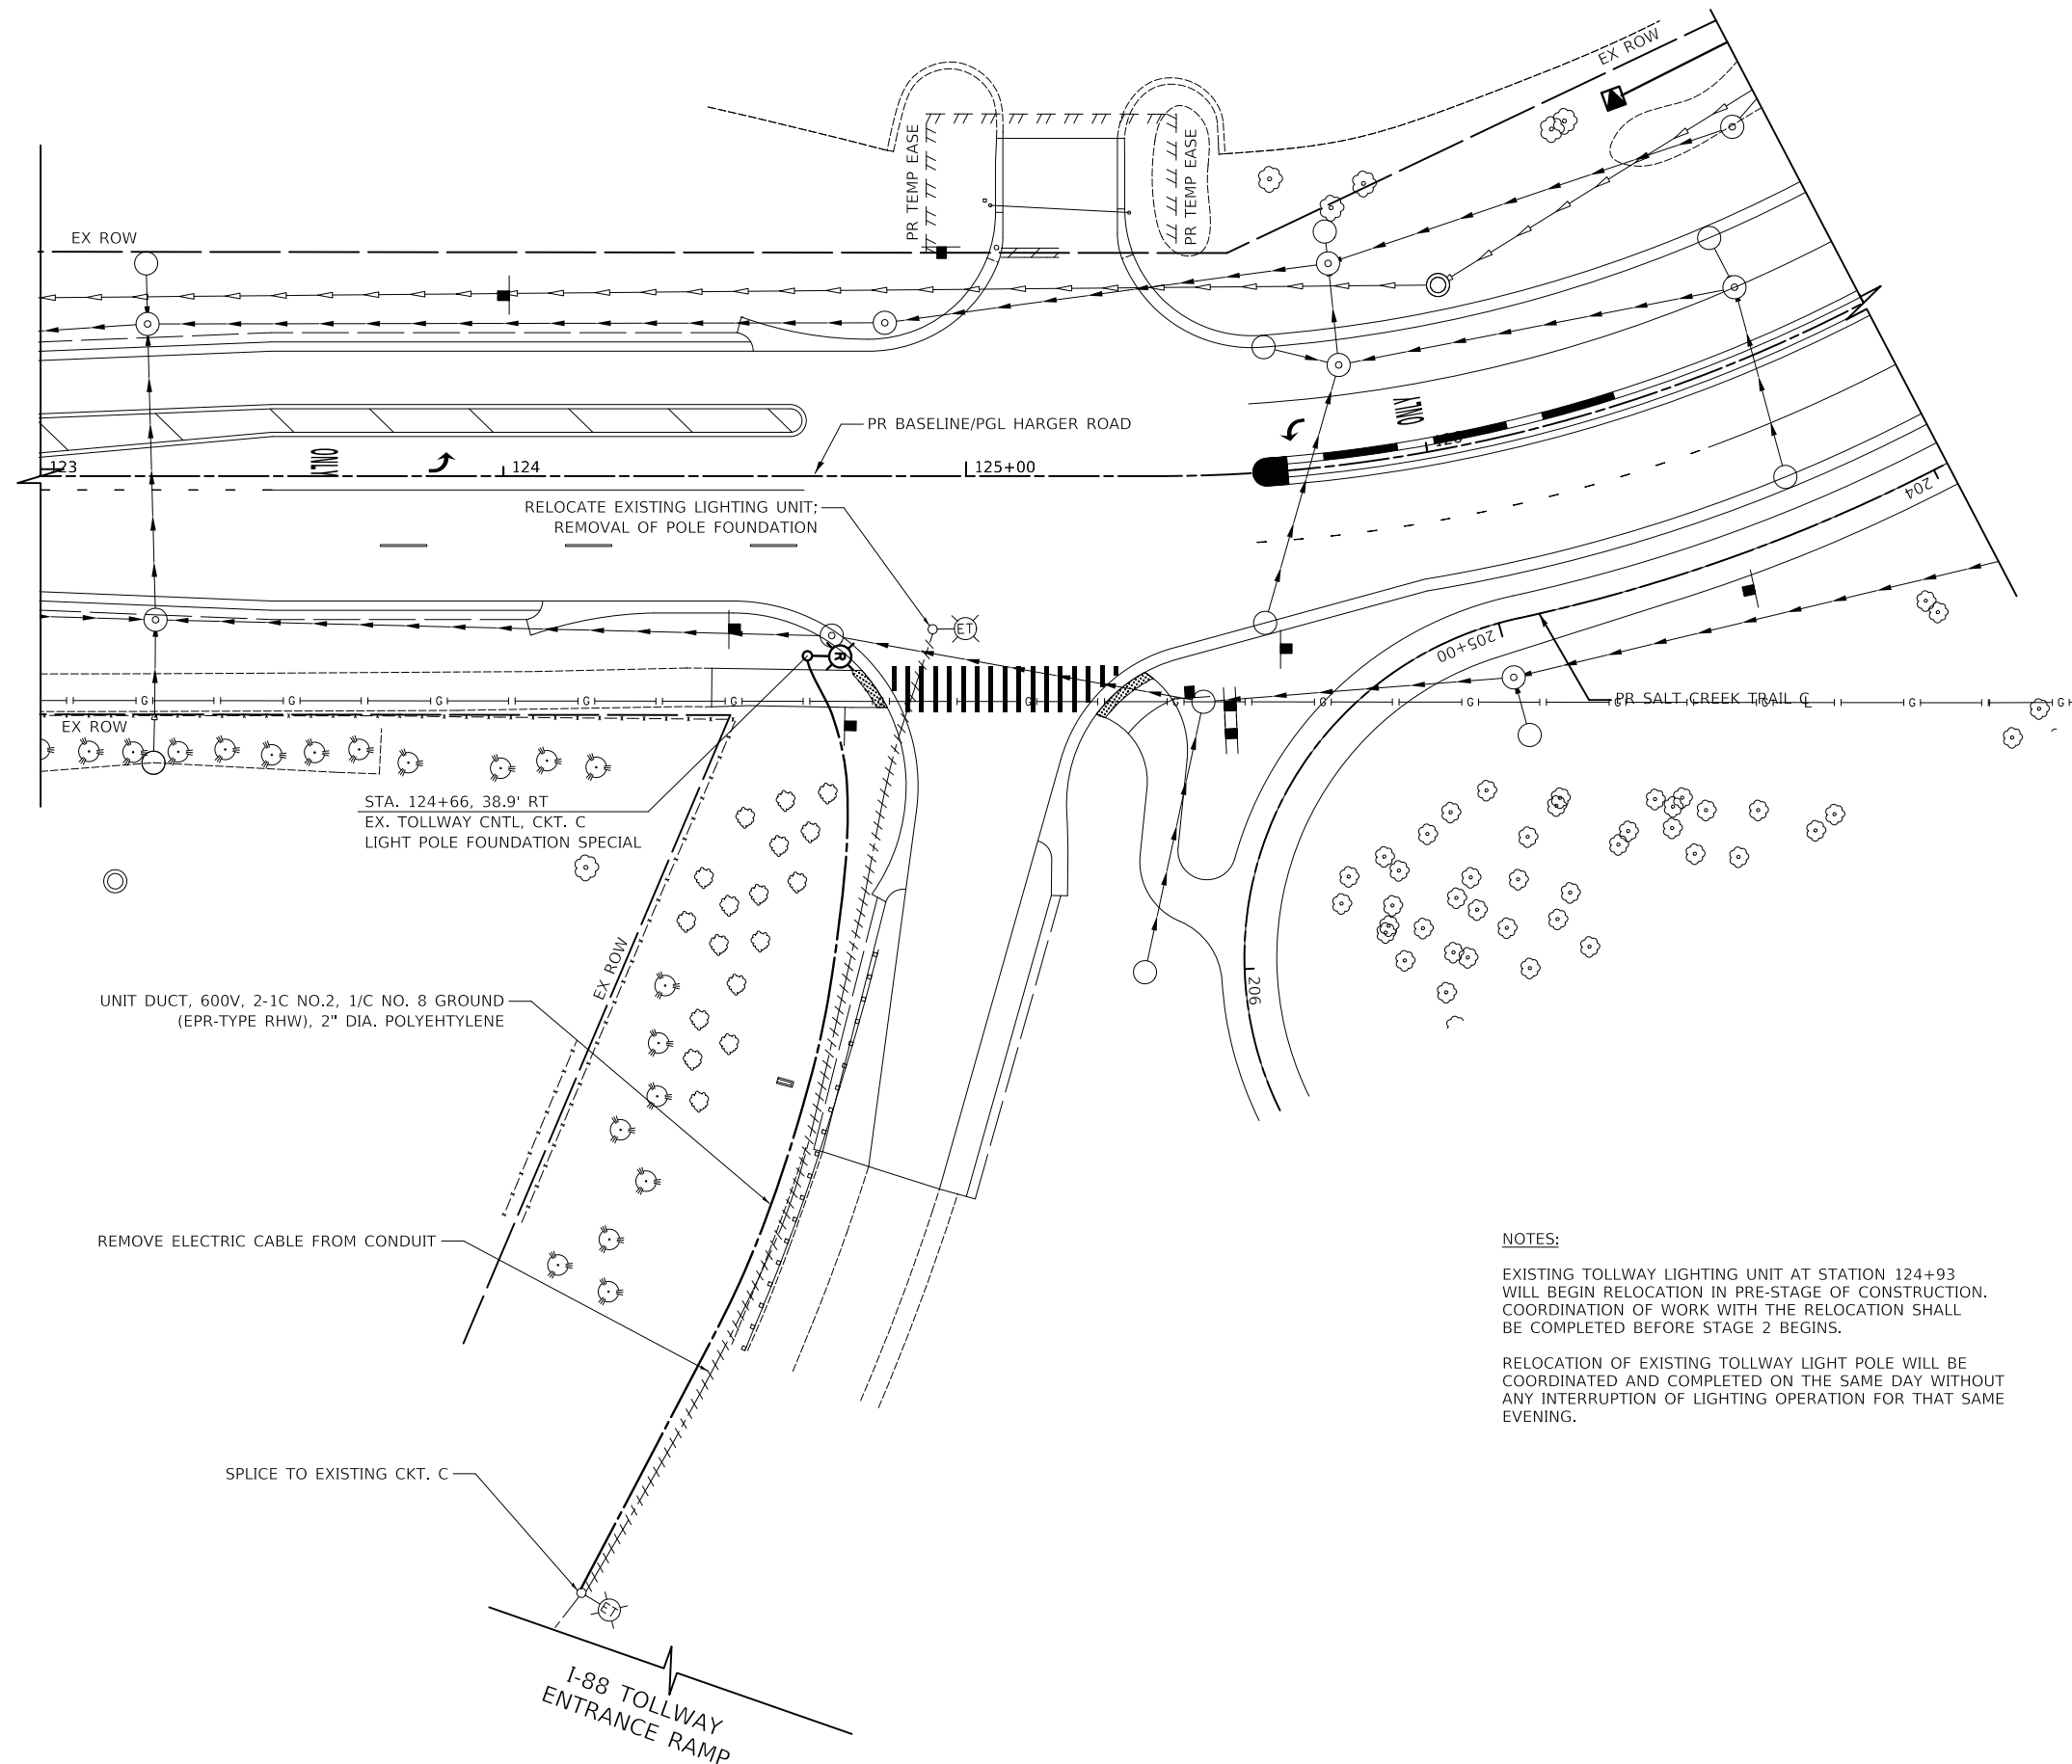 EX ROW
PR TEMP EASE
PR TEMP EASE
EX ROW
PR BASELINE/PGL HARGER ROAD
ONLY
ONLY
123
124
125+00
126
204
RELOCATE EXISTING LIGHTING UNIT;
REMOVAL OF POLE FOUNDATION
ET
R
205+00
PR SALT CREEK TRAIL ℄
G G G G G G G G G G G G G G
EX ROW
STA. 124+66, 38.9' RT
EX. TOLLWAY CNTL, CKT. C
LIGHT POLE FOUNDATION SPECIAL
EX ROW
206
UNIT DUCT, 600V, 2-1C NO.2, 1/C NO. 8 GROUND
(EPR-TYPE RHW), 2" DIA. POLYEHTYLENE
REMOVE ELECTRIC CABLE FROM CONDUIT
SPLICE TO EXISTING CKT. C
ET
I-88 TOLLWAY
ENTRANCE RAMP
NOTES:
EXISTING TOLLWAY LIGHTING UNIT AT STATION 124+93
WILL BEGIN RELOCATION IN PRE-STAGE OF CONSTRUCTION.
COORDINATION OF WORK WITH THE RELOCATION SHALL
BE COMPLETED BEFORE STAGE 2 BEGINS.
RELOCATION OF EXISTING TOLLWAY LIGHT POLE WILL BE
COORDINATED AND COMPLETED ON THE SAME DAY WITHOUT
ANY INTERRUPTION OF LIGHTING OPERATION FOR THAT SAME
EVENING.